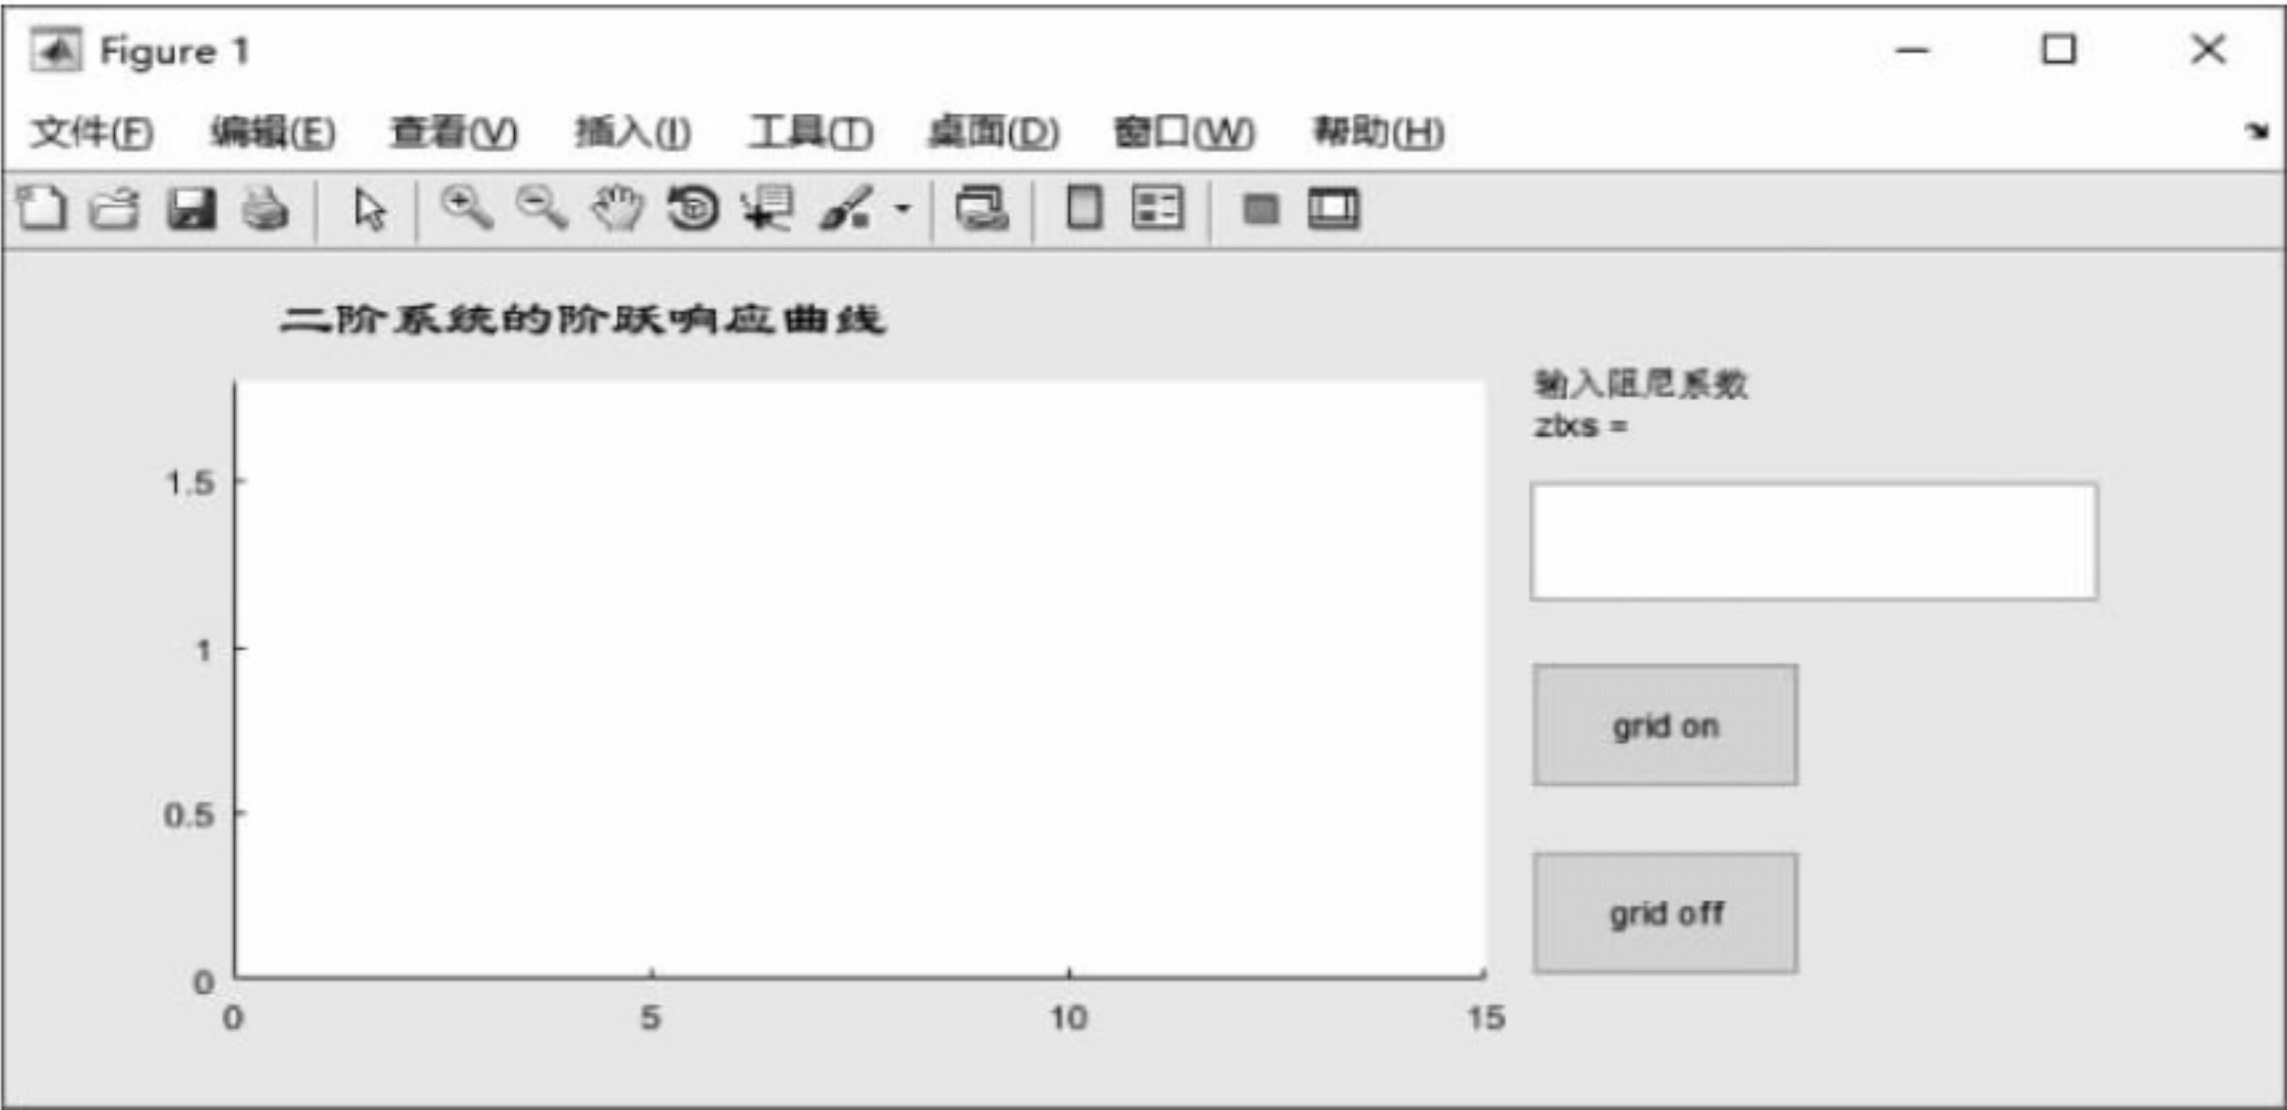 Figure 1
文件(F) 编辑(E) 查看(V) 插入(I) 工具(T) 桌面(D) 窗口(W) 帮助(H)
二阶系统的阶跃响应曲线
输入阻尼系数
zbxs =
1.5
1
0.5
0
0 5 10 15
grid on
grid off